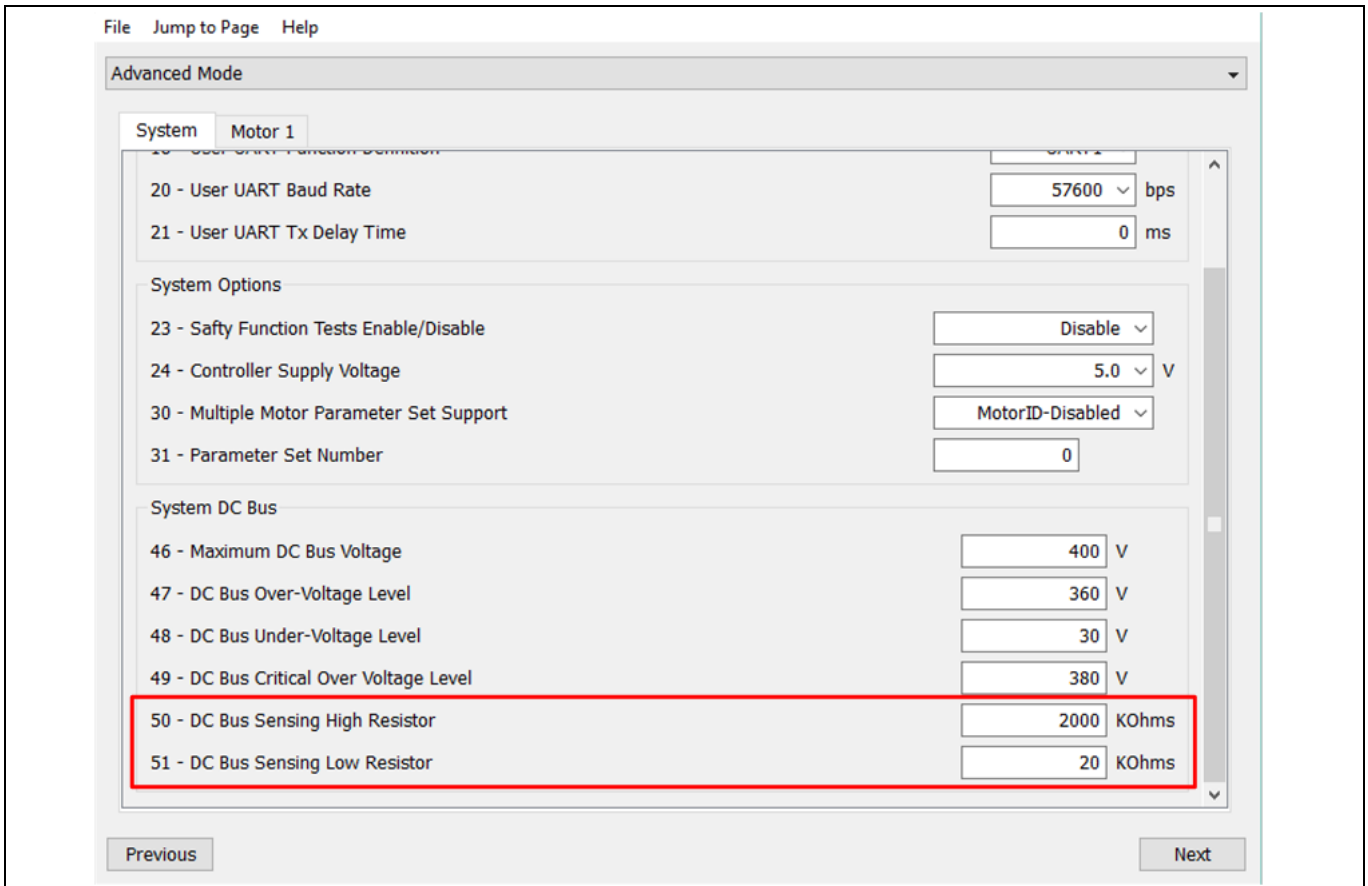 File Jump to Page Help
Advanced Mode
System Motor 1
20 - User UART Baud Rate 57600 bps
21 - User UART Tx Delay Time 0 ms
System Options
23 - Safty Function Tests Enable/Disable Disable
24 - Controller Supply Voltage 5.0 V
30 - Multiple Motor Parameter Set Support MotorID-Disabled
31 - Parameter Set Number 0
System DC Bus
46 - Maximum DC Bus Voltage 400 V
47 - DC Bus Over-Voltage Level 360 V
48 - DC Bus Under-Voltage Level 30 V
49 - DC Bus Critical Over Voltage Level 380 V
50 - DC Bus Sensing High Resistor 2000 KOhms
51 - DC Bus Sensing Low Resistor 20 KOhms
Previous Next